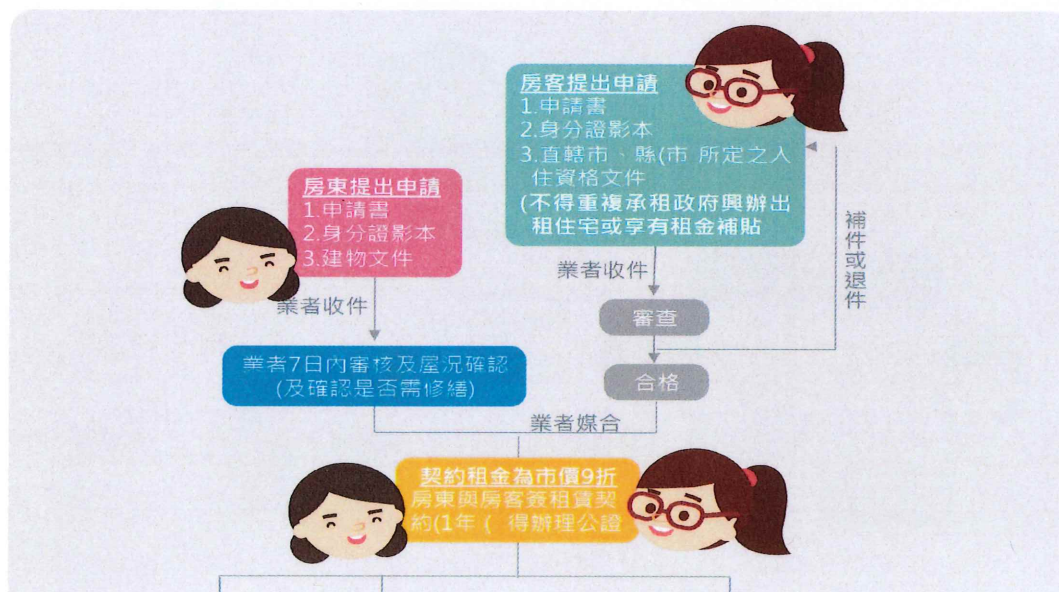 房客提出申請
1.申請書
2.身分證影本
3.直轄市、縣(市 所定之入
住資格文件
(不得重複承租政府興辦出
租住宅或享有租金補貼
房東提出申請
1.申請書
2.身分證影本
3.建物文件
補件或退件
業者收件
業者收件
審查
業者7日內審核及屋況確認
(及確認是否需修繕)
合格
業者媒合
契約租金為市價9折
房東與房客簽租賃契
約(1年 ( 得辦理公證